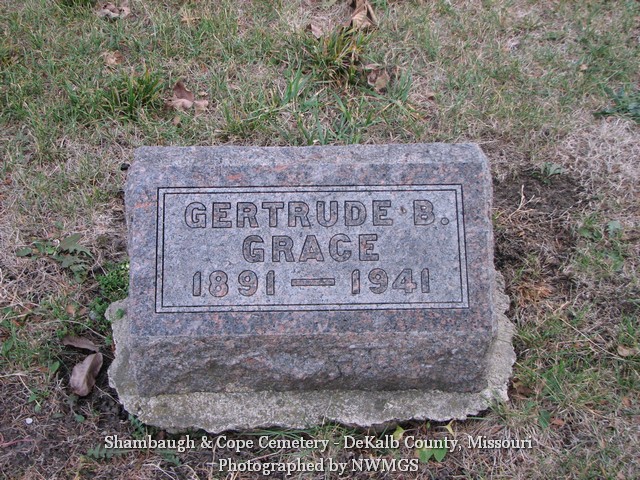 GERTRUDE B.
GRACE
1891 — 1941
Shambaugh & Cope Cemetery - DeKalb County, Missouri
Photographed by NWMGS